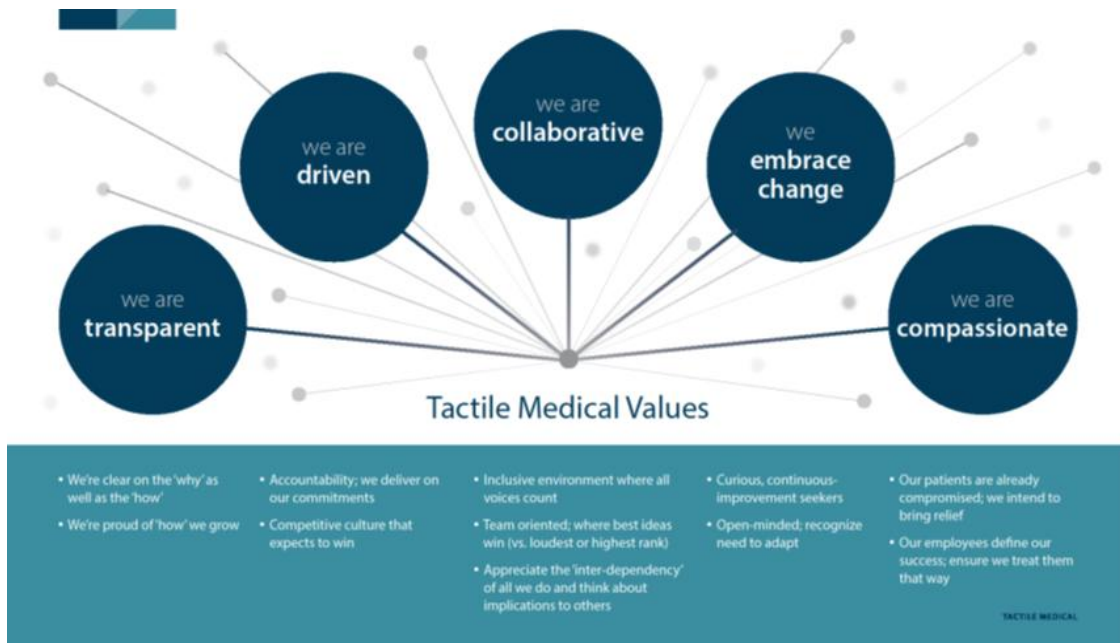 we are
transparent
we are
driven
we are
collaborative
we
embrace
change
we are
compassionate
Tactile Medical Values
• We're clear on the 'why' as
well as the 'how'
• We're proud of 'how' we grow
• Accountability; we deliver on
our commitments
• Competitive culture that
expects to win
• Inclusive environment where all
voices count
• Team oriented; where best ideas
win (vs. loudest or highest rank)
• Appreciate the 'inter-dependency'
of all we do and think about
implications to others
• Curious, continuous-
improvement seekers
• Open-minded; recognize
need to adapt
• Our patients are already
compromised; we intend to
bring relief
• Our employees define our
success; ensure we treat them
that way
TACTILE MEDICAL